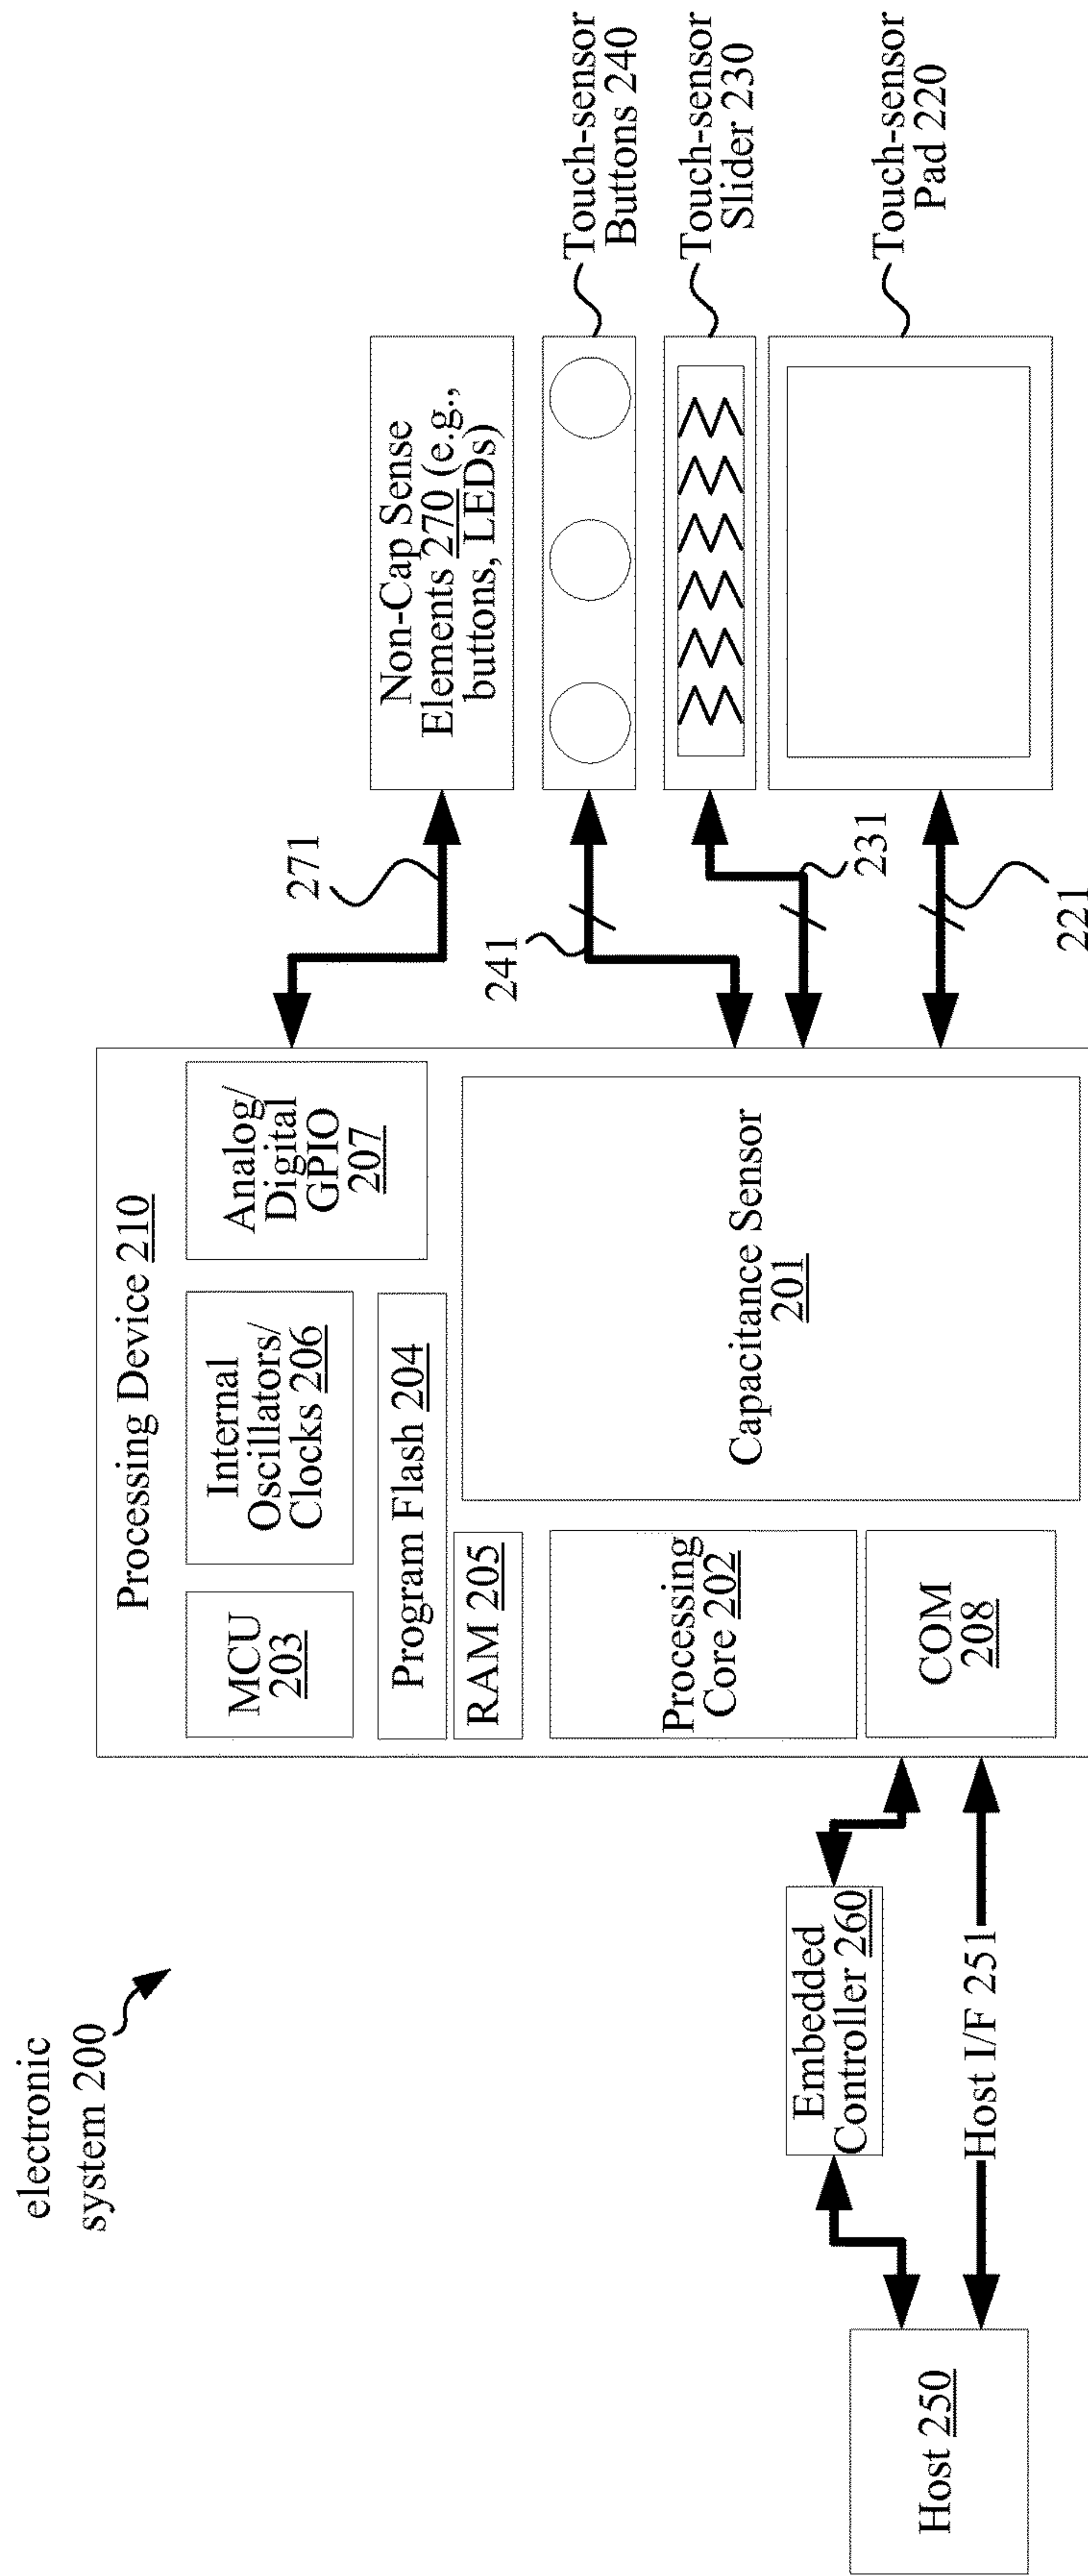 electronic
system 200
Processing Device 210
MCU
203
Internal
Oscillators/
Clocks 206
Analog/
Digital
GPIO
207
Program Flash 204
RAM 205
Processing
Core 202
COM
208
Capacitance Sensor
201
Host 250
Embedded
Controller 260
Host I/F 251
271
241
231
221
Non-Cap Sense
Elements 270 (e.g.,
buttons, LEDs)
Touch-sensor
Buttons 240
Touch-sensor
Slider 230
Touch-sensor
Pad 220